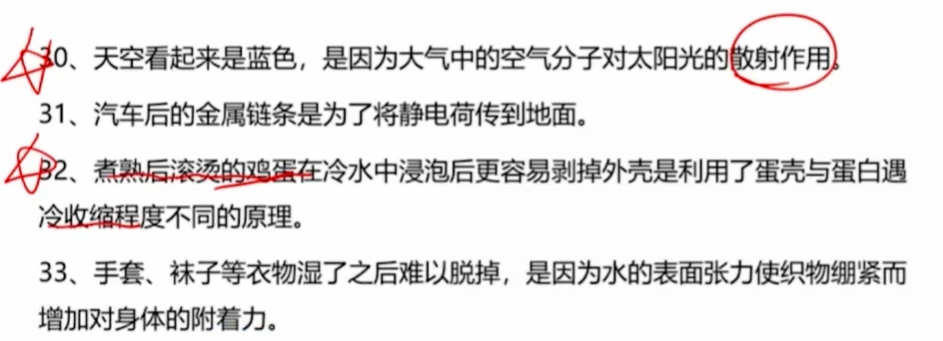 30、天空看起来是蓝色，是因为大气中的空气分子对太阳光的散射作用。
31、汽车后的金属链条是为了将静电荷传到地面。
32、煮熟后滚烫的鸡蛋在冷水中浸泡后更容易剥掉外壳是利用了蛋壳与蛋白遇
冷收缩程度不同的原理。
33、手套、袜子等衣物湿了之后难以脱掉，是因为水的表面张力使织物绷紧而
增加对身体的附着力。